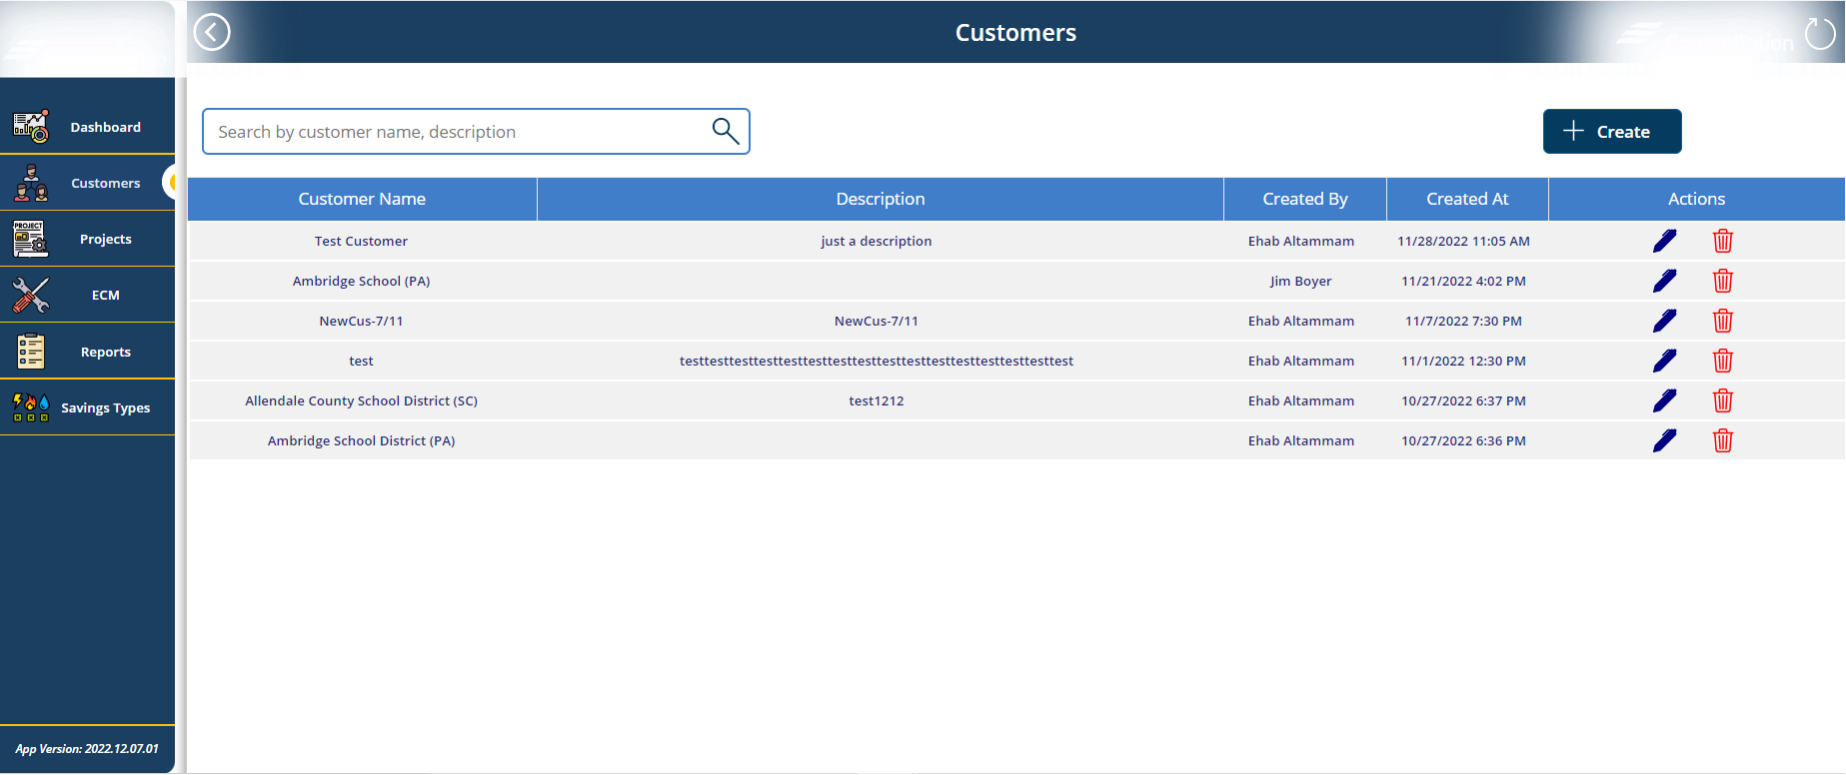 Customers
Dashboard
Customers
Projects
ECM
Reports
Savings Types
App Version: 2022.12.07.01
Search by customer name, description
Create
Customer Name Description Created By Created At Actions
Test Customer just a description Ehab Altammam 11/28/2022 11:05 AM
Ambridge School (PA) Jim Boyer 11/21/2022 4:02 PM
NewCus-7/11 NewCus-7/11 Ehab Altammam 11/7/2022 7:30 PM
test testtesttesttesttesttesttesttesttesttesttesttesttesttesttesttest Ehab Altammam 11/1/2022 12:30 PM
Allendale County School District (SC) test1212 Ehab Altammam 10/27/2022 6:37 PM
Ambridge School District (PA) Ehab Altammam 10/27/2022 6:36 PM